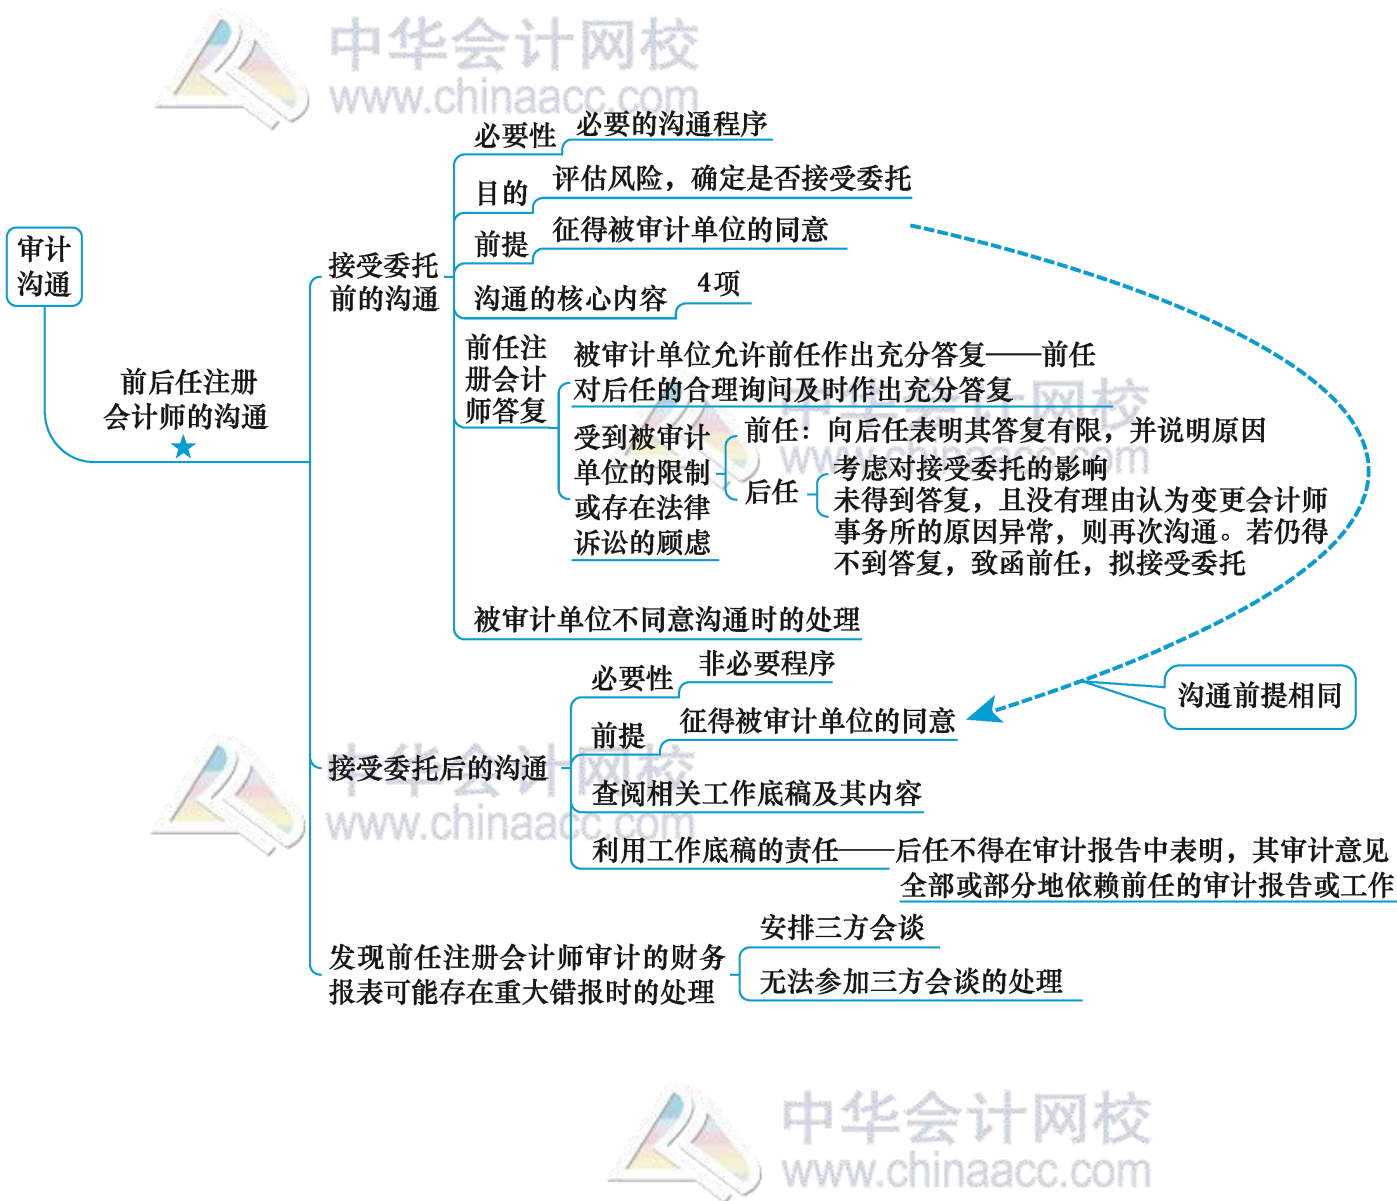 中华会计网校
www.chinaacc.com
审计
沟通
前后任注册
会计师的沟通
接受委托
前的沟通
必要性
必要的沟通程序
目的
评估风险，确定是否接受委托
前提
征得被审计单位的同意
沟通的核心内容
4项
前任注
册会计
师答复
被审计单位允许前任作出充分答复——前任
对后任的合理询问及时作出充分答复
中华会计网校
www.chinaacc.com
受到被审计
单位的限制
或存在法律
诉讼的顾虑
前任：向后任表明其答复有限，并说明原因
后任
考虑对接受委托的影响
未得到答复，且没有理由认为变更会计师
事务所的原因异常，则再次沟通。若仍得
不到答复，致函前任，拟接受委托
被审计单位不同意沟通时的处理
接受委托后的沟通
中华会计网校
www.chinaacc.com
必要性
非必要程序
前提
征得被审计单位的同意
沟通前提相同
查阅相关工作底稿及其内容
利用工作底稿的责任——后任不得在审计报告中表明，其审计意见
全部或部分地依赖前任的审计报告或工作
发现前任注册会计师审计的财务
报表可能存在重大错报时的处理
安排三方会谈
无法参加三方会谈的处理
中华会计网校
www.chinaacc.com